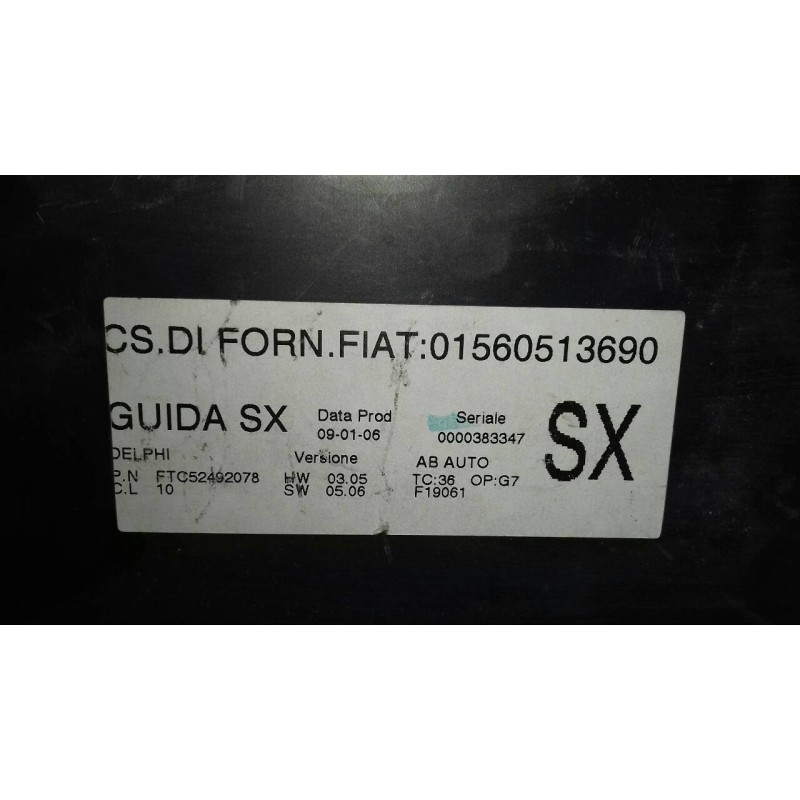 CS.DI FORN.FIAT:01560513690
GUIDA SX Data Prod Seriale SX
09-01-06 0000383347
DELPHI Versione AB AUTO
P.N FTC52492078 HW 03.05 TC:36 OP:G7
C.L 10 SW 05.06 F19061